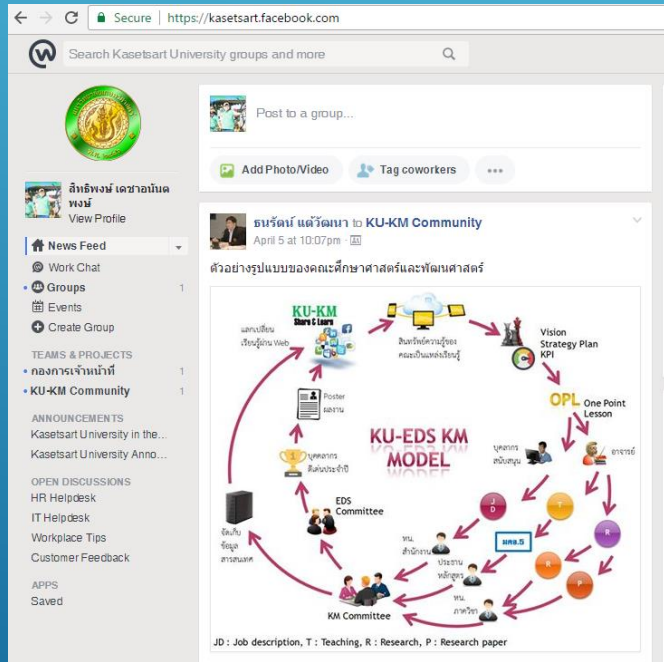 Secure | https://kasetsart.facebook.com
Search Kasetsart University groups and more
สิทธิพงษ์ เดชาอนันต
พงษ์
View Profile
News Feed
Work Chat
Groups 1
Events
Create Group
TEAMS & PROJECTS
กองการเจ้าหน้าที่ 1
KU-KM Community 1
ANNOUNCEMENTS
Kasetsart University in the...
Kasetsart University Anno...
OPEN DISCUSSIONS
HR Helpdesk
IT Helpdesk
Workplace Tips
Customer Feedback
APPS
Saved
Post to a group...
Add Photo/Video
Tag coworkers
ธนรัตน์ แต้วัฒนา to KU-KM Community
April 5 at 10:07pm
ตัวอย่างรูปแบบของคณะศึกษาศาสตร์และพัฒนศาสตร์
KU-KM
Share & Learn
แลกเปลี่ยน
เรียนรู้ผ่าน Web
สินทรัพย์ความรู้ของ
คณะเป็นแหล่งเรียนรู้
Vision
Strategy Plan
KPI
OPL One Point
Lesson
บุคลากร
สนับสนุน
อาจารย์
Poster
ผลงาน
KU-EDS KM
MODEL
บุคลากร
ดีเด่นประจำปี
EDS
Committee
J
D
T
R
R
P
มคอ.5
จัดเก็บ
ข้อมูล
สารสนเทศ
หน.
สำนักงาน
ประธาน
หลักสูตร
หน.
ภาควิชา
KM Committee
JD : Job description, T : Teaching, R : Research, P : Research paper